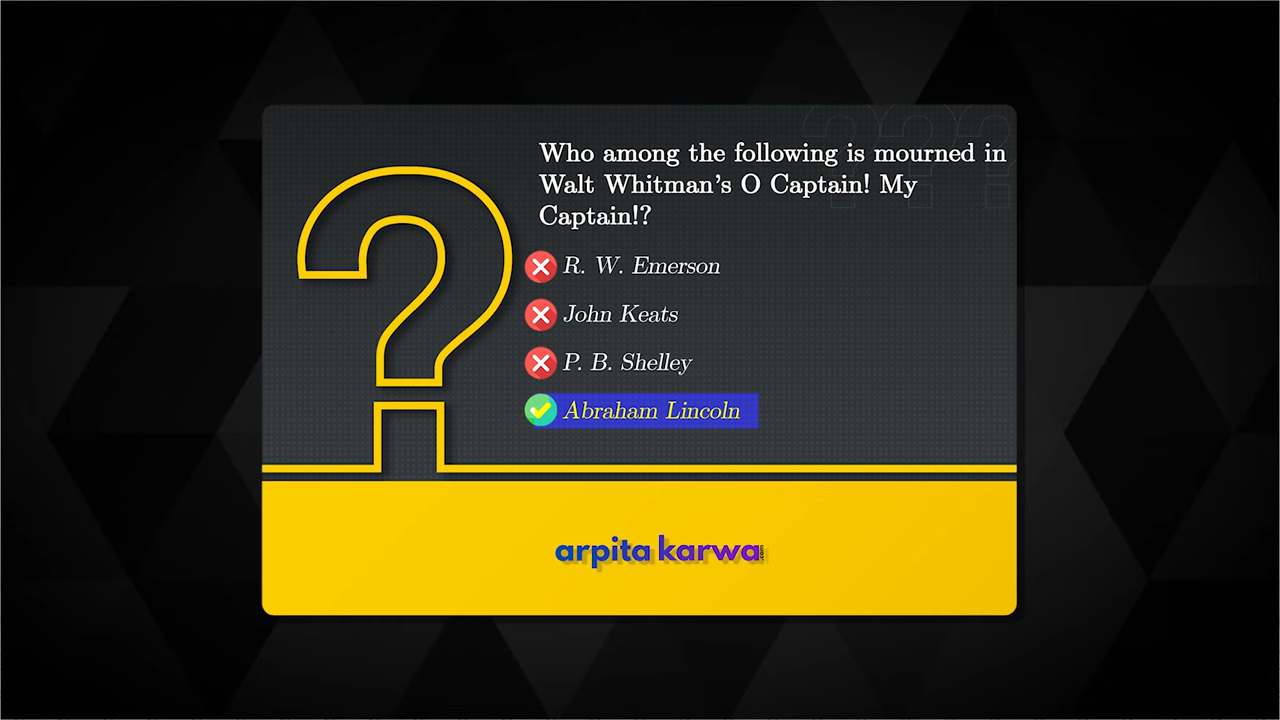 Who among the following is mourned in
Walt Whitman's O Captain! My
Captain!?
R. W. Emerson
John Keats
P. B. Shelley
Abraham Lincoln
arpita karwa.com